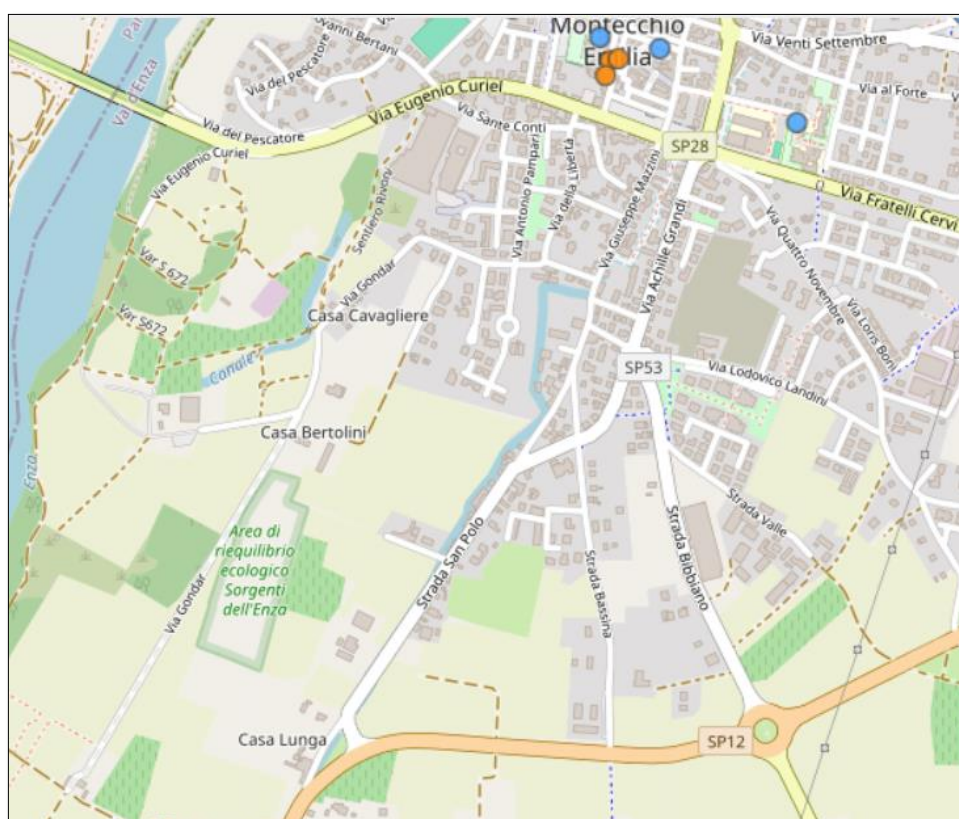 Montecchio
Emilia
Via Venti Settembre
Giovanni Bertani
Via del Pescatore
Via al Forte
Via Eugenio Curiel
Via Sante Conti
Via del Pescatore
SP28
Via Eugenio Curiel
Via Antonio Pampari
Via della Libertà
Via Giuseppe Mazzini
Via Fratelli Cervi
Sentiero Rivoni
Via Achille Grandi
Via Quattro Novembre
Var S 672
Via Gondar
Var S672
Casa Cavagliere
Via Loris Boni
Canale
SP53
Via Lodovico Landini
Casa Bertolini
Enza
Strada Valle
Area di
riequilibrio
ecologico
Sorgenti
dell'Enza
Strada San Polo
Strada Bassina
Strada Bibbiano
Via Gondar
Casa Lunga
SP12